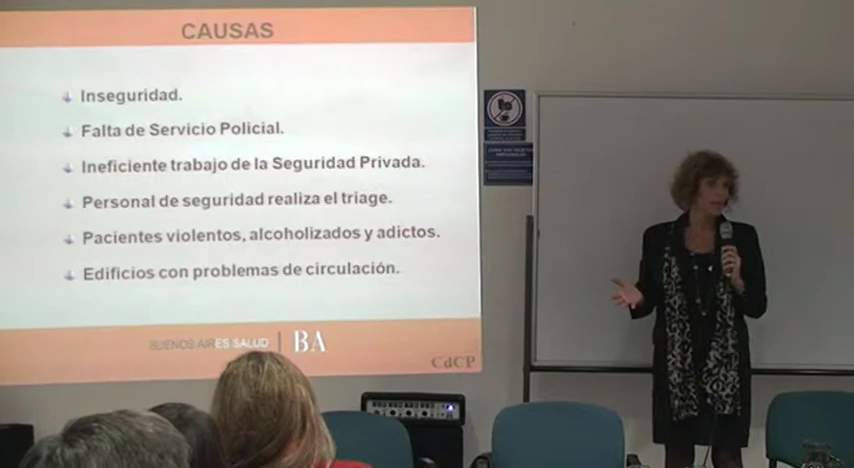 CAUSAS
Inseguridad.
Falta de Servicio Policial.
Ineficiente trabajo de la Seguridad Privada.
Personal de seguridad realiza el triage.
Pacientes violentos, alcoholizados y adictos.
Edificios con problemas de circulación.
BUENOS AIRES SALUD
BA
CdCP